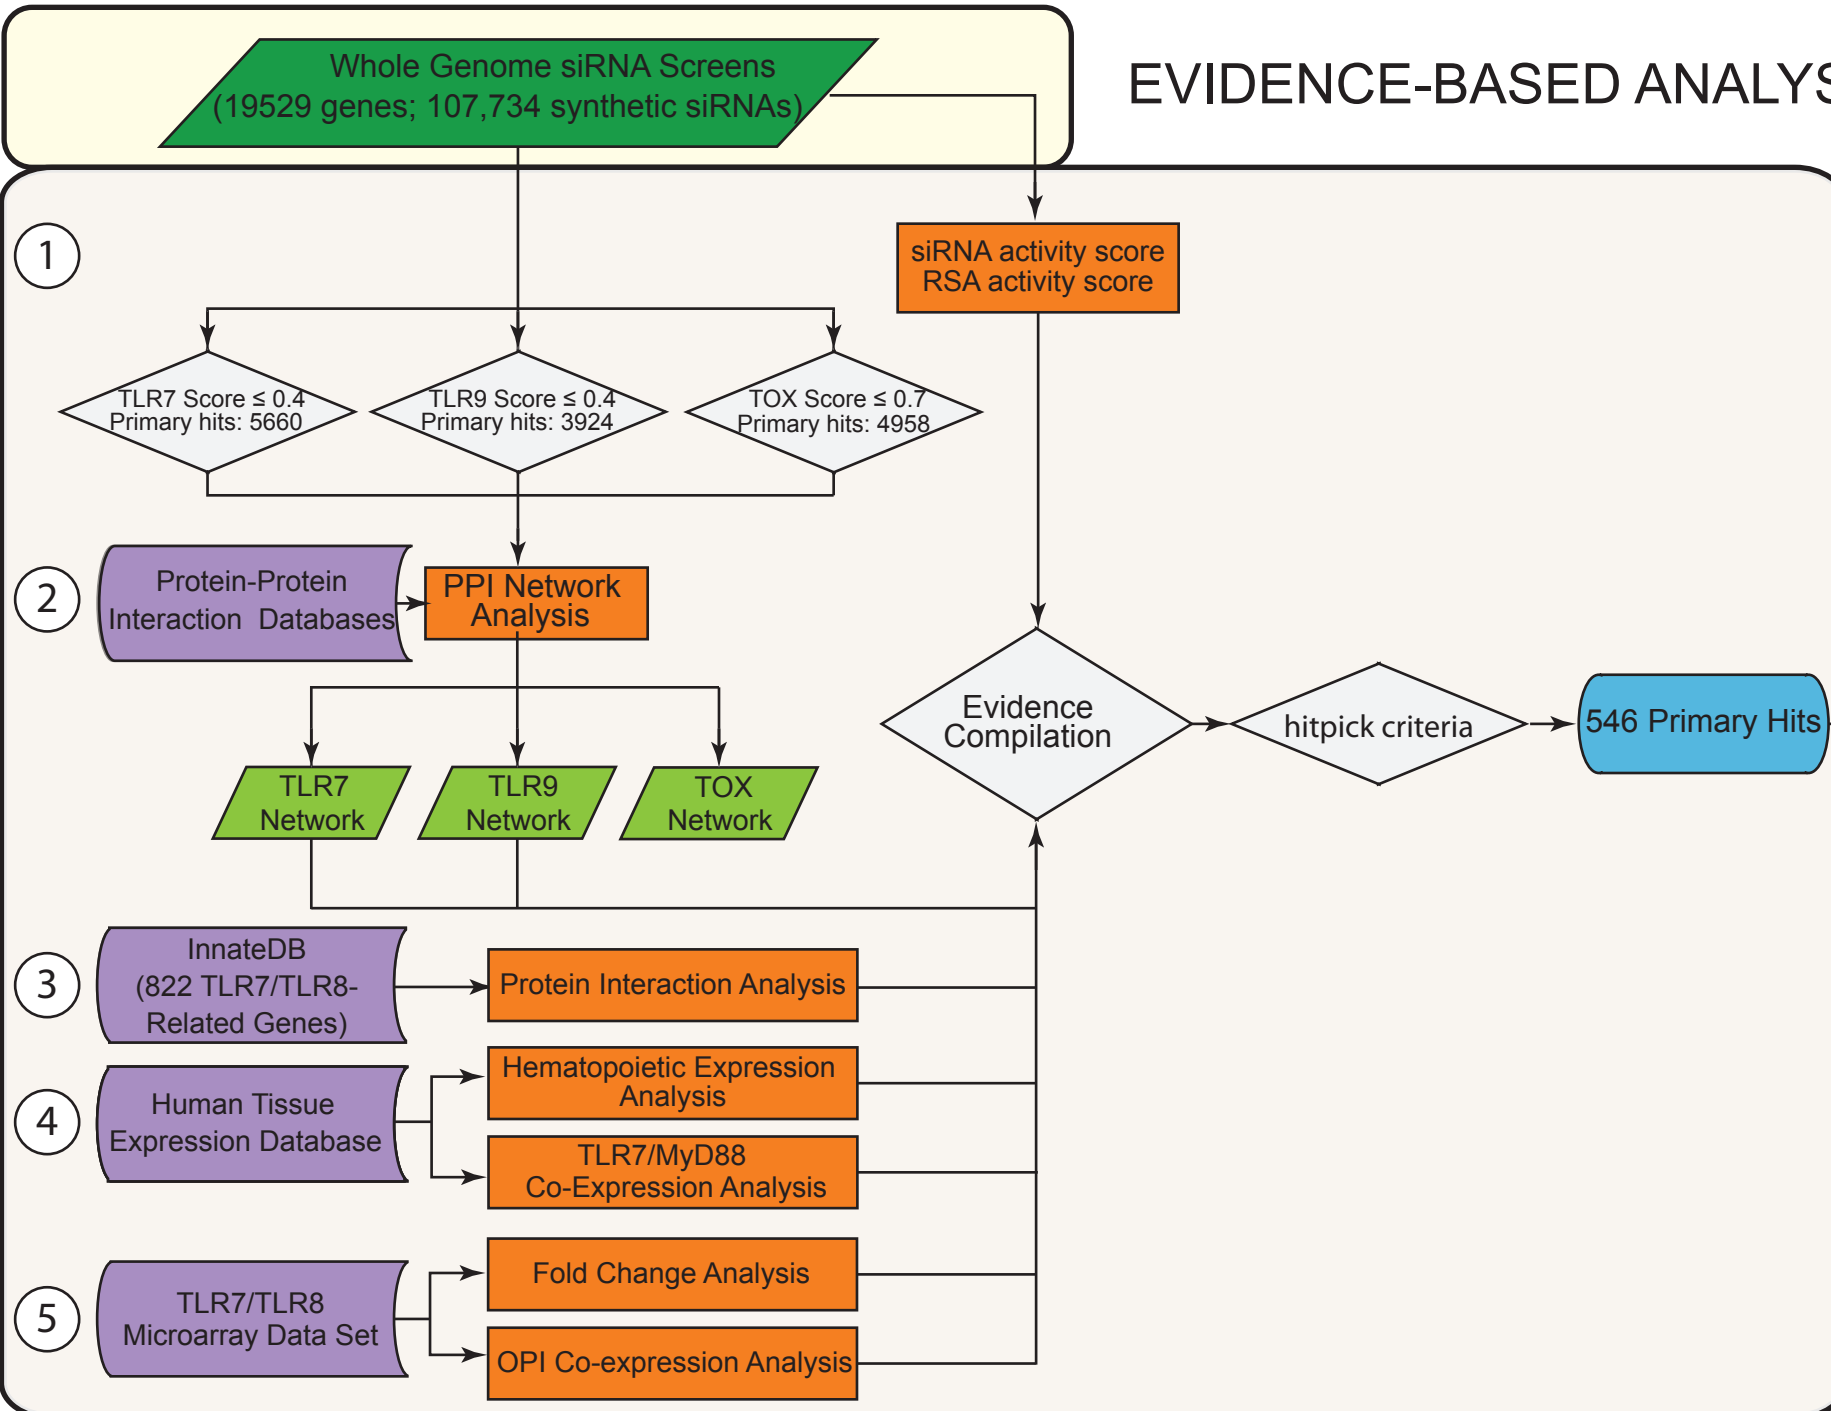 Whole Genome siRNA Screens
(19529 genes; 107,734 synthetic siRNAs)
EVIDENCE-BASED ANALYS
1
siRNA activity score
RSA activity score
TLR7 Score ≤ 0.4
Primary hits: 5660
TLR9 Score ≤ 0.4
Primary hits: 3924
TOX Score ≤ 0.7
Primary hits: 4958
2
Protein-Protein
Interaction Databases
PPI Network
Analysis
Evidence
Compilation
hitpick criteria
546 Primary Hits
TLR7
Network
TLR9
Network
TOX
Network
3
InnateDB
(822 TLR7/TLR8-
Related Genes)
Protein Interaction Analysis
4
Human Tissue
Expression Database
Hematopoietic Expression
Analysis
TLR7/MyD88
Co-Expression Analysis
5
TLR7/TLR8
Microarray Data Set
Fold Change Analysis
OPI Co-expression Analysis